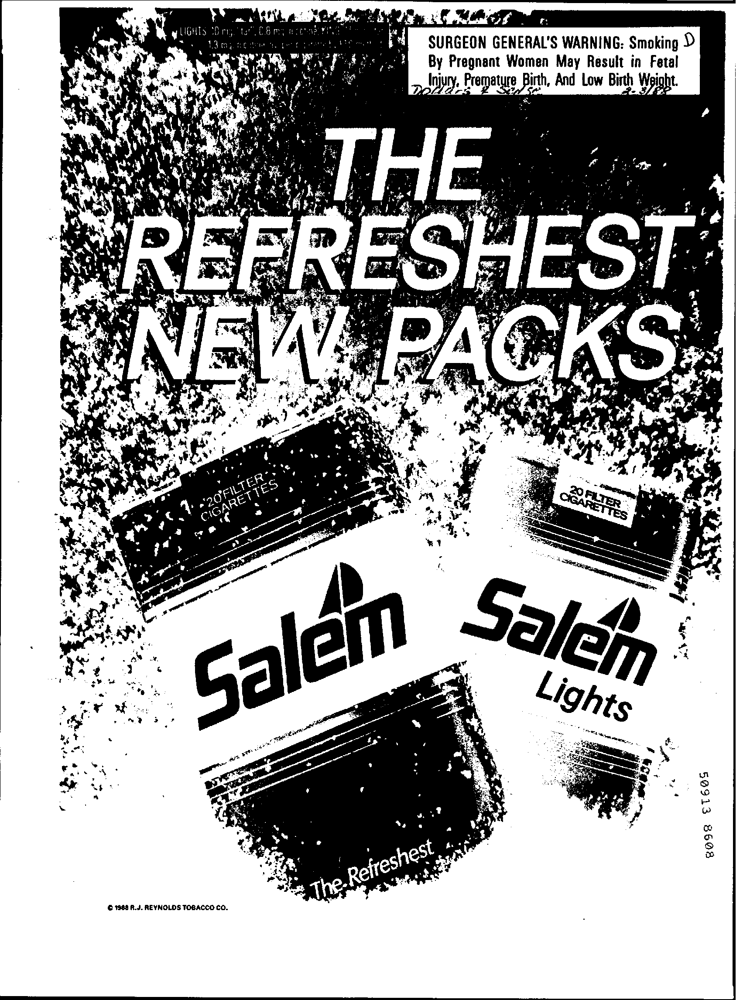 SURGEON GENERAL'S WARNING: Smoking D
By Pregnant Women May Result in Fetal
Injury, Premature Birth, And Low Birth Weight.
THE
REFRESHEST
NEW PACKS
20 FILTER
CIGARETTES
20 FILTER
CIGARETTES
Salem
Salem
Lights
The Refreshest
© 1988 R.J. REYNOLDS TOBACCO CO.
50913 8608